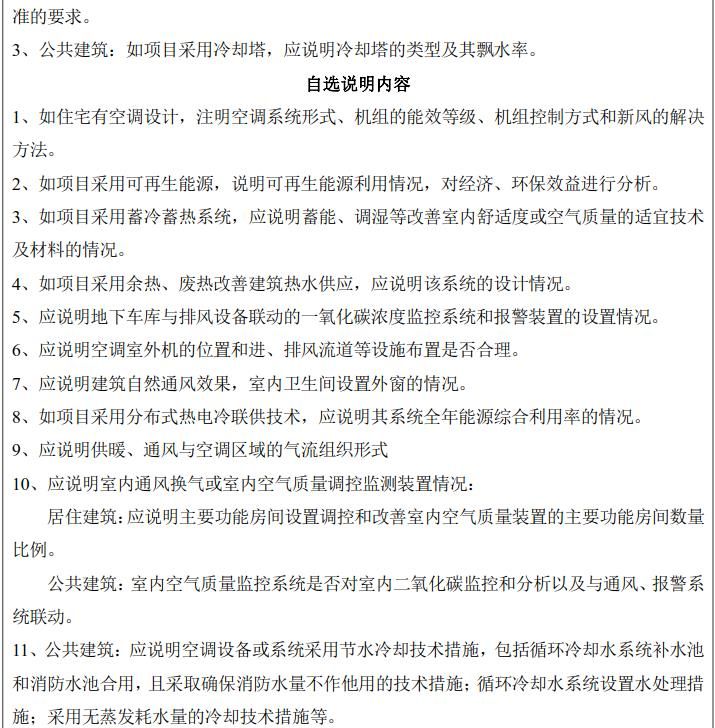 准的要求。
3、公共建筑：如项目采用冷却塔，应说明冷却塔的类型及其飘水率。
自选说明内容
1、如住宅有空调设计，注明空调系统形式、机组的能效等级、机组控制方式和新风的解决
方法。
2、如项目采用可再生能源，说明可再生能源利用情况，对经济、环保效益进行分析。
3、如项目采用蓄冷蓄热系统，应说明蓄能、调湿等改善室内舒适度或空气质量的适宜技术
及材料的情况。
4、如项目采用余热、废热改善建筑热水供应，应说明该系统的设计情况。
5、应说明地下车库与排风设备联动的一氧化碳浓度监控系统和报警装置的设置情况。
6、应说明空调室外机的位置和进、排风流道等设施布置是否合理。
7、应说明建筑自然通风效果，室内卫生间设置外窗的情况。
8、如项目采用分布式热电冷联供技术，应说明其系统全年能源综合利用率的情况。
9、应说明供暖、通风与空调区域的气流组织形式
10、应说明室内通风换气或室内空气质量调控监测装置情况：
居住建筑：应说明主要功能房间设置调控和改善室内空气质量装置的主要功能房间数量
比例。
公共建筑：室内空气质量监控系统是否对室内二氧化碳监控和分析以及与通风、报警系
统联动。
11、公共建筑：应说明空调设备或系统采用节水冷却技术措施，包括循环冷却水系统补水池
和消防水池合用，且采取确保消防水量不作他用的技术措施；循环冷却水系统设置水处理措
施；采用无蒸发耗水量的冷却技术措施等。